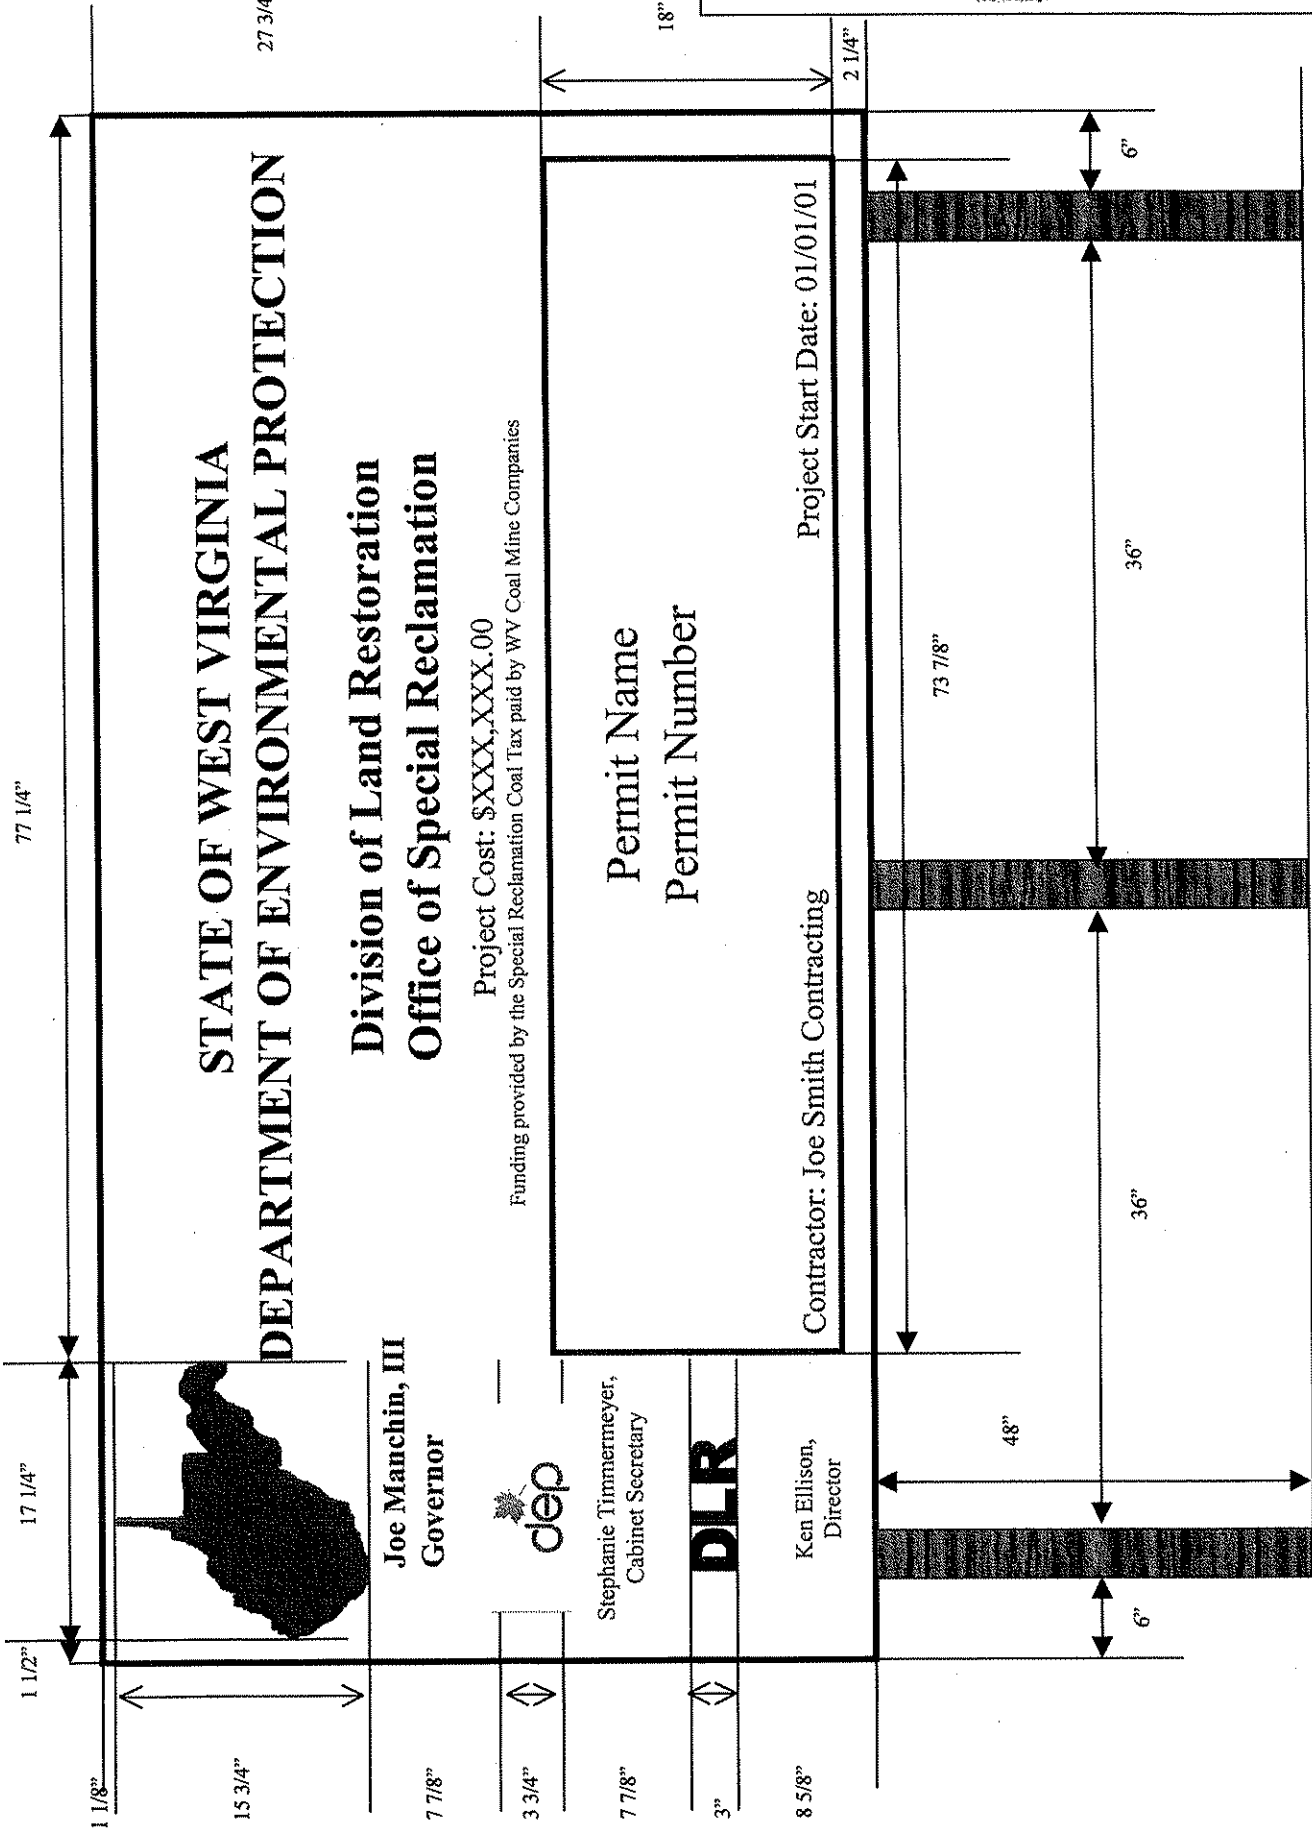 STATE OF WEST VIRGINIA
DEPARTMENT OF ENVIRONMENTAL PROTECTION
Division of Land Restoration
Office of Special Reclamation
Project Cost: $XXX,XXX.00
Funding provided by the Special Reclamation Coal Tax paid by WV Coal Mine Companies
Permit Name
Permit Number
Contractor: Joe Smith Contracting
Project Start Date: 01/01/01
Joe Manchin, III
Governor
dep
Stephanie Timmermeyer,
Cabinet Secretary
DLR
Ken Ellison,
Director
1 1/2”
17 1/4”
77 1/4”
1 1/8”
15 3/4”
7 7/8”
3 3/4”
7 7/8”
3”
8 5/8”
27 3/4
18”
2 1/4”
73 7/8”
48”
6”
36”
36”
6”